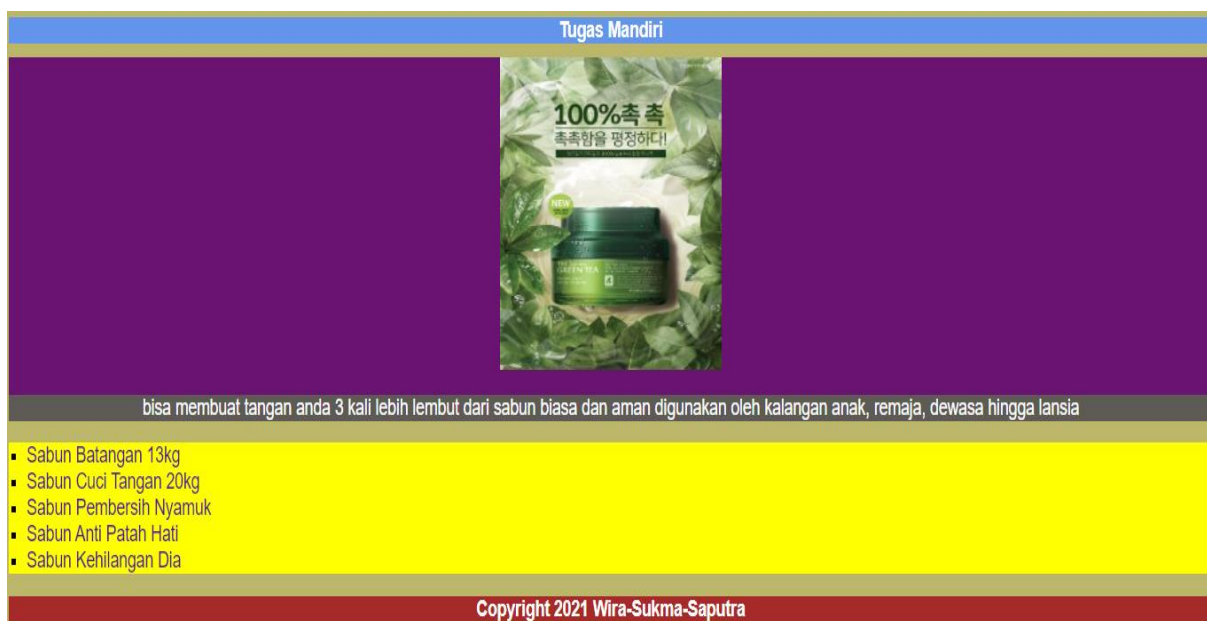 Tugas Mandiri
100%촉촉
촉촉함을 평정하다!
NEW
GREEN TEA
bisa membuat tangan anda 3 kali lebih lembut dari sabun biasa dan aman digunakan oleh kalangan anak, remaja, dewasa hingga lansia
Sabun Batangan 13kg
Sabun Cuci Tangan 20kg
Sabun Pembersih Nyamuk
Sabun Anti Patah Hati
Sabun Kehilangan Dia
Copyright 2021 Wira-Sukma-Saputra